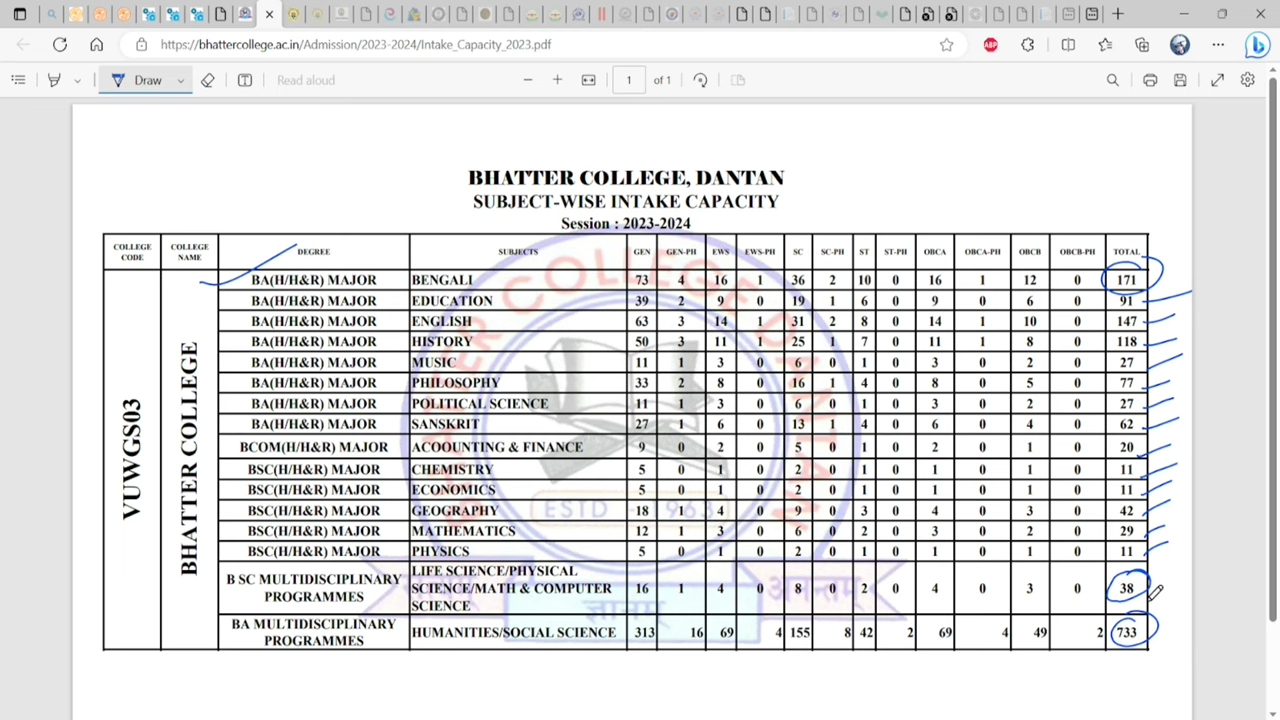 https://bhattercollege.ac.in/Admission/2023-2024/Intake_Capacity_2023.pdf
ABP
Draw Read aloud 1 of 1
BHATTER COLLEGE, DANTAN
SUBJECT-WISE INTAKE CAPACITY
Session : 2023-2024
COLLEGE CODE COLLEGE NAME DEGREE SUBJECTS GEN GEN-PH EWS EWS-PH SC SC-PH ST ST-PH OBCA OBCA-PH OBCB OBCB-PH TOTAL
VUWGS03
BHATTER COLLEGE
BA(H/H&R) MAJOR BENGALI 73 4 16 1 36 2 10 0 16 1 12 0 171
BA(H/H&R) MAJOR EDUCATION 39 2 9 0 19 1 6 0 9 0 6 0 91
BA(H/H&R) MAJOR ENGLISH 63 3 14 1 31 2 8 0 14 1 10 0 147
BA(H/H&R) MAJOR HISTORY 50 3 11 1 25 1 7 0 11 1 8 0 118
BA(H/H&R) MAJOR MUSIC 11 1 3 0 6 0 1 0 3 0 2 0 27
BA(H/H&R) MAJOR PHILOSOPHY 33 2 8 0 16 1 4 0 8 0 5 0 77
BA(H/H&R) MAJOR POLITICAL SCIENCE 11 1 3 0 6 0 1 0 3 0 2 0 27
BA(H/H&R) MAJOR SANSKRIT 27 1 6 0 13 1 4 0 6 0 4 0 62
BCOM(H/H&R) MAJOR ACOOUNTING & FINANCE 9 0 2 0 5 0 1 0 2 0 1 0 20
BSC(H/H&R) MAJOR CHEMISTRY 5 0 1 0 2 0 1 0 1 0 1 0 11
BSC(H/H&R) MAJOR ECONOMICS 5 0 1 0 2 0 1 0 1 0 1 0 11
BSC(H/H&R) MAJOR GEOGRAPHY 18 1 4 0 9 0 3 0 4 0 3 0 42
BSC(H/H&R) MAJOR MATHEMATICS 12 1 3 0 6 0 2 0 3 0 2 0 29
BSC(H/H&R) MAJOR PHYSICS 5 0 1 0 2 0 1 0 1 0 1 0 11
B SC MULTIDISCIPLINARY PROGRAMMES LIFE SCIENCE/PHYSICAL SCIENCE/MATH & COMPUTER SCIENCE 16 1 4 0 8 0 2 0 4 0 3 0 38
BA MULTIDISCIPLINARY PROGRAMMES HUMANITIES/SOCIAL SCIENCE 313 16 69 4 155 8 42 2 69 4 49 2 733
BHATTER COLLEGE DANTAN
ESTD 1963
ज्ञानम्
अनन्तम्